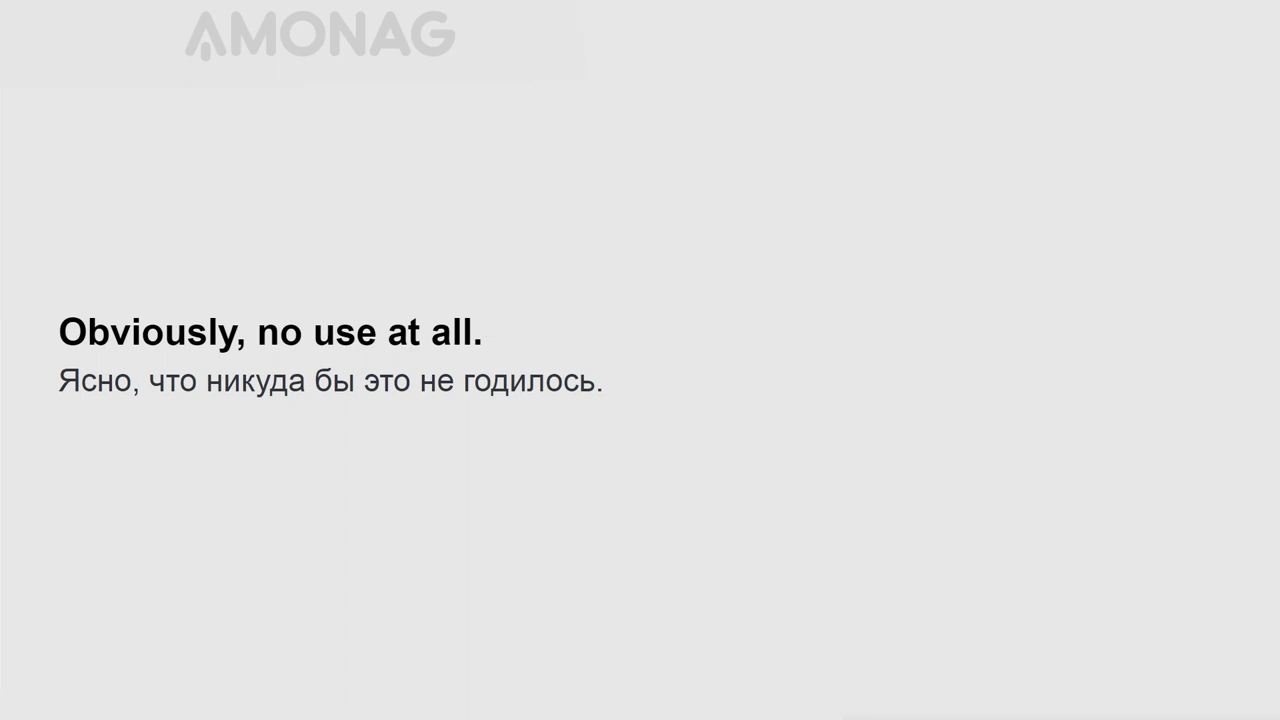 AMONAG
Obviously, no use at all.
Ясно, что никуда бы это не годилось.